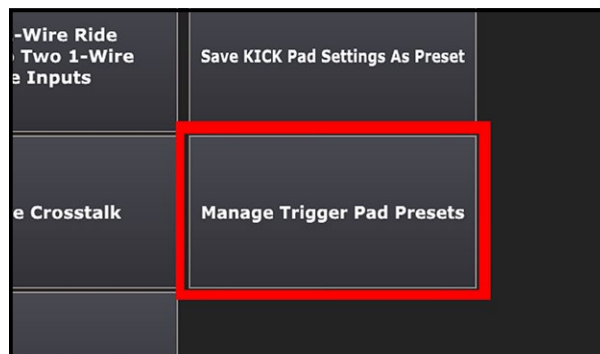 -Wire Ride
Two 1-Wire
e Inputs
Save KICK Pad Settings As Preset
e Crosstalk
Manage Trigger Pad Presets